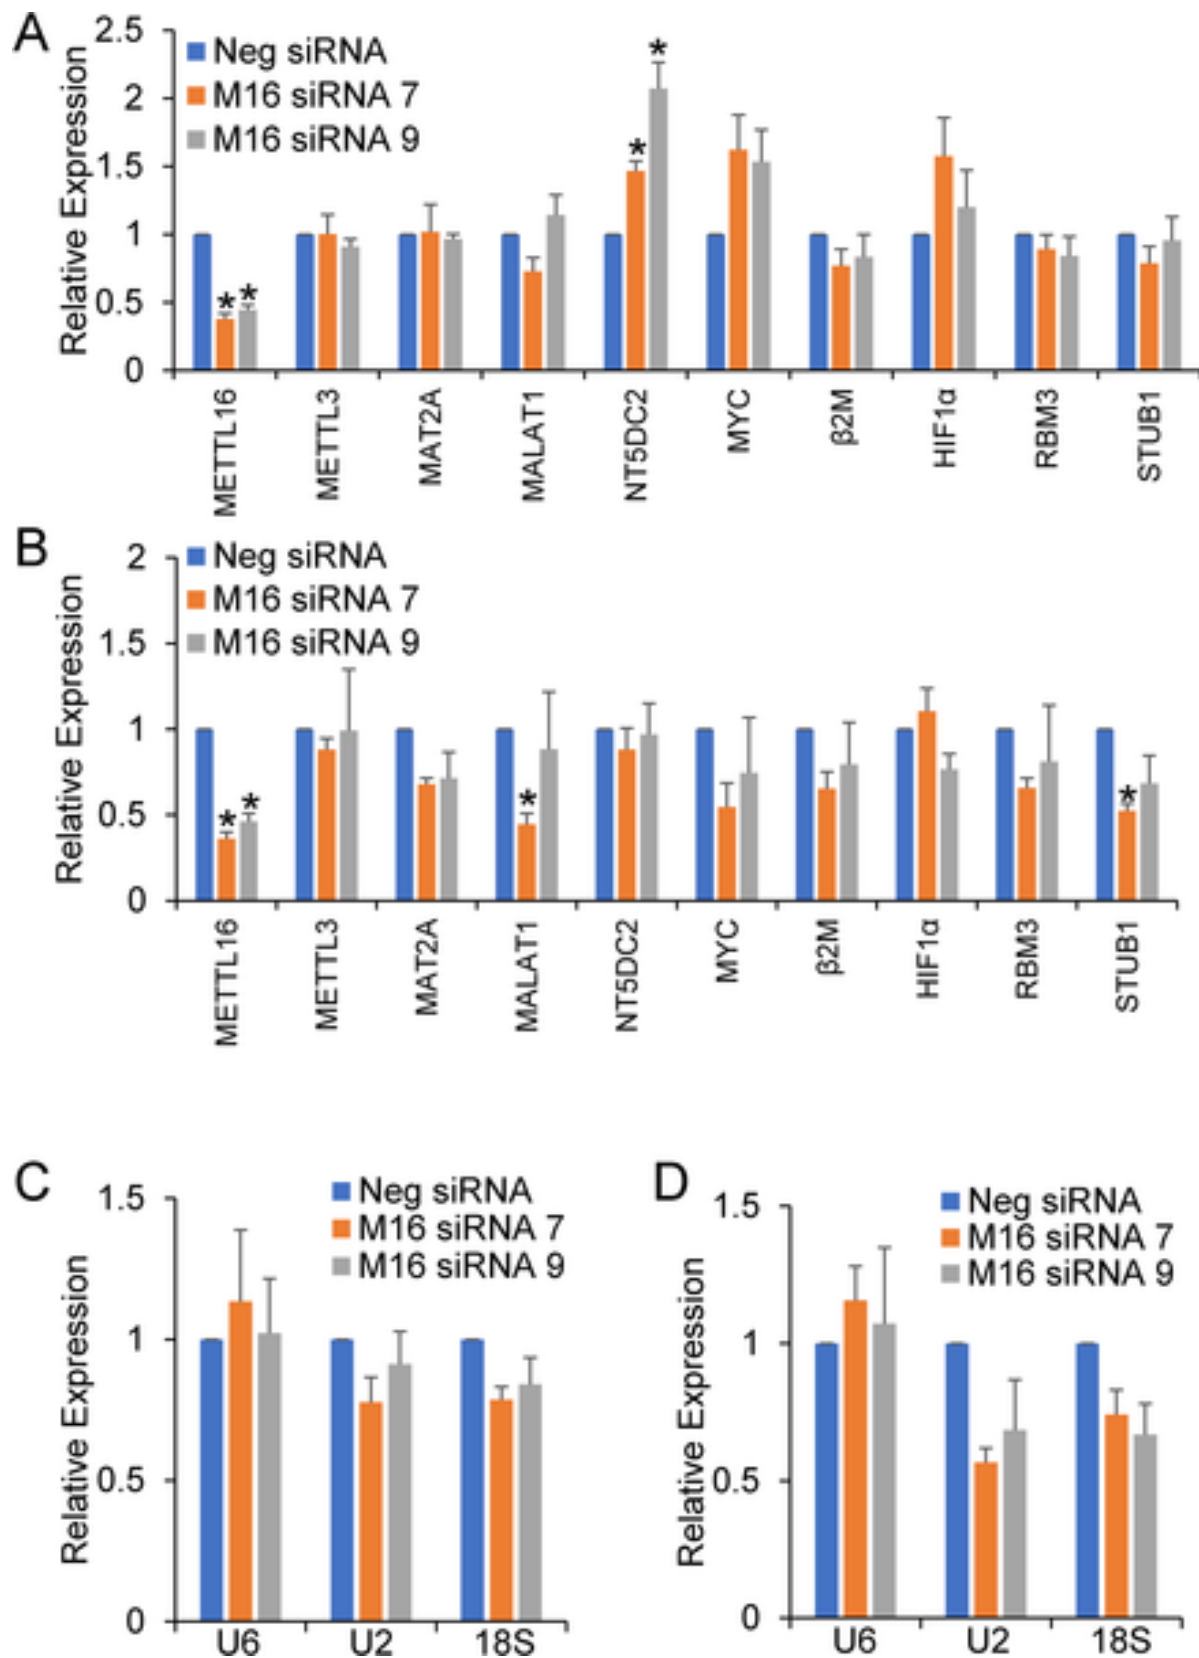 A
2.5
2
1.5
1
0.5
0
Relative Expression
Neg siRNA
M16 siRNA 7
M16 siRNA 9
* * * *
METTL16 METTL3 MAT2A MALAT1 NT5DC2 MYC β2M HIF1α RBM3 STUB1
B
2
1.5
1
0.5
0
Relative Expression
Neg siRNA
M16 siRNA 7
M16 siRNA 9
* * * *
METTL16 METTL3 MAT2A MALAT1 NT5DC2 MYC β2M HIF1α RBM3 STUB1
C
1.5
1
0.5
0
Relative Expression
Neg siRNA
M16 siRNA 7
M16 siRNA 9
U6 U2 18S
D
1.5
1
0.5
0
Relative Expression
Neg siRNA
M16 siRNA 7
M16 siRNA 9
U6 U2 18S